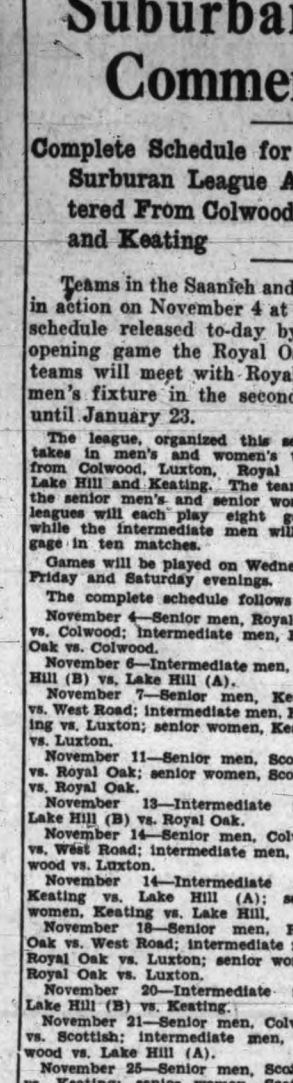 Suburba
Comme
Complete Schedule for
Surburan League A
tered From Colwood
and Keating
Teams in the Saanich and
in action on November 4 at
schedule released to-day by
opening game the Royal O
teams will meet with Roya
men's fixture in the second
until January 23.
The league, organized this se
takes in men's and women's
from Colwood, Luxton, Royal
Lake Hill and Keating. The tea
the senior men's and senior wo
leagues will each play eight g
while the intermediate men will
gage in ten matches.
Games will be played on Wedne
Friday and Saturday evenings.
The complete schedule follows
November 4—Senior men, Royal
vs. Colwood; intermediate men,
Oak vs. Colwood.
November 6—Intermediate men,
Hill (B) vs. Lake Hill (A).
November 7—Senior men, Ke
vs. West Road; intermediate men,
ing vs. Luxton; senior women, Kea
vs. Luxton.
November 11—Senior men, Sco
vs. Royal Oak; senior women, Sco
vs. Royal Oak.
November 13—Intermediate
Lake Hill (B) vs. Royal Oak.
November 14—Senior men, Col
vs. West Road; intermediate men,
wood vs. Luxton.
November 14—Intermediate
Keating vs. Lake Hill (A); se
women, Keating vs. Lake Hill.
November 18—Senior men,
Oak vs. West Road; intermediate
Royal Oak vs. Luxton; senior wo
Royal Oak vs. Luxton.
November 20—Intermediate
Lake Hill (B) vs. Keating.
November 21—Senior men, Colw
vs. Scottish; intermediate men,
wood vs. Lake Hill (A).
November 25—Senior men, Sco